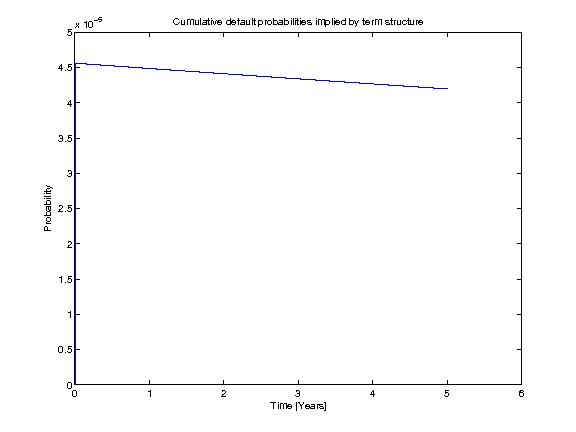 Cumulative default probabilities implied by term structure
x 10⁻⁵
5
4.5
4
3.5
3
2.5
2
1.5
1
0.5
0
Probability
0 1 2 3 4 5 6
Time [Years]